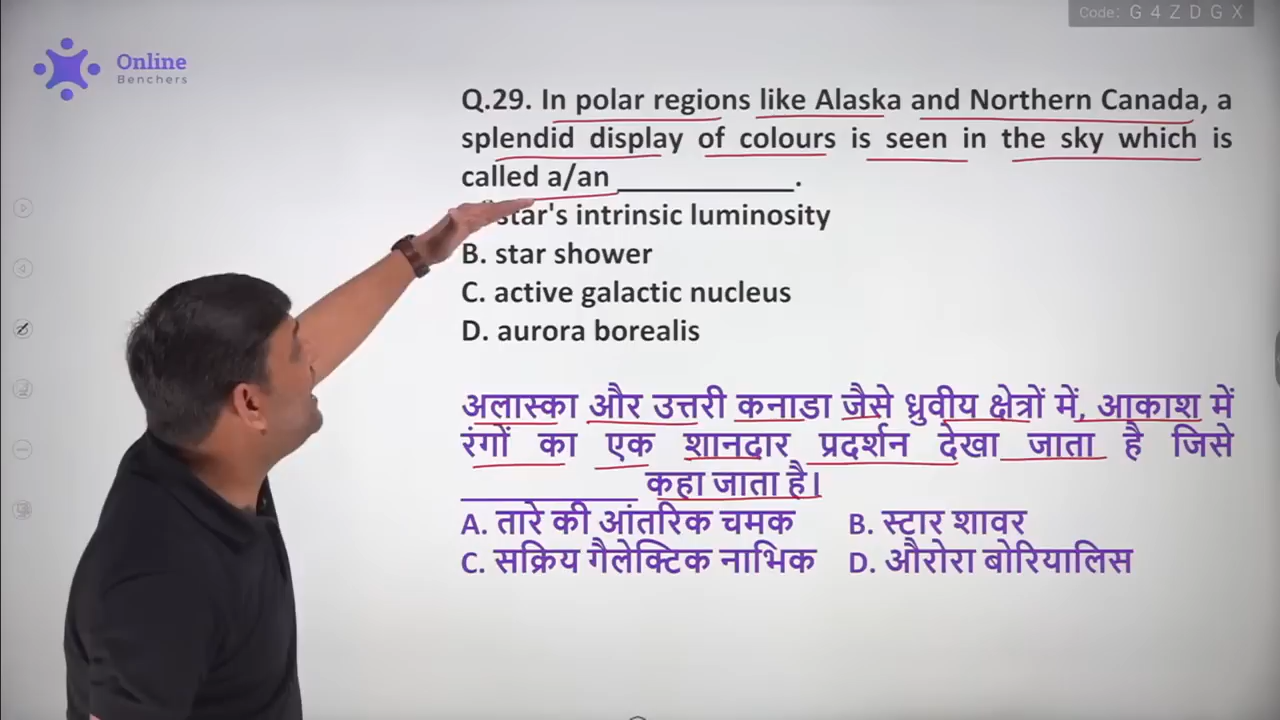 Code: G 4 Z D G X
Online
Benchers
Q.29. In polar regions like Alaska and Northern Canada, a
splendid display of colours is seen in the sky which is
called a/an ___________.
star's intrinsic luminosity
B. star shower
C. active galactic nucleus
D. aurora borealis
अलास्का और उत्तरी कनाडा जैसे ध्रुवीय क्षेत्रों में, आकाश में
रंगों का एक शानदार प्रदर्शन देखा जाता है जिसे
___________ कहा जाता है।
A. तारे की आंतरिक चमक B. स्टार शावर
C. सक्रिय गैलेक्टिक नाभिक D. औरोरा बोरियालिस